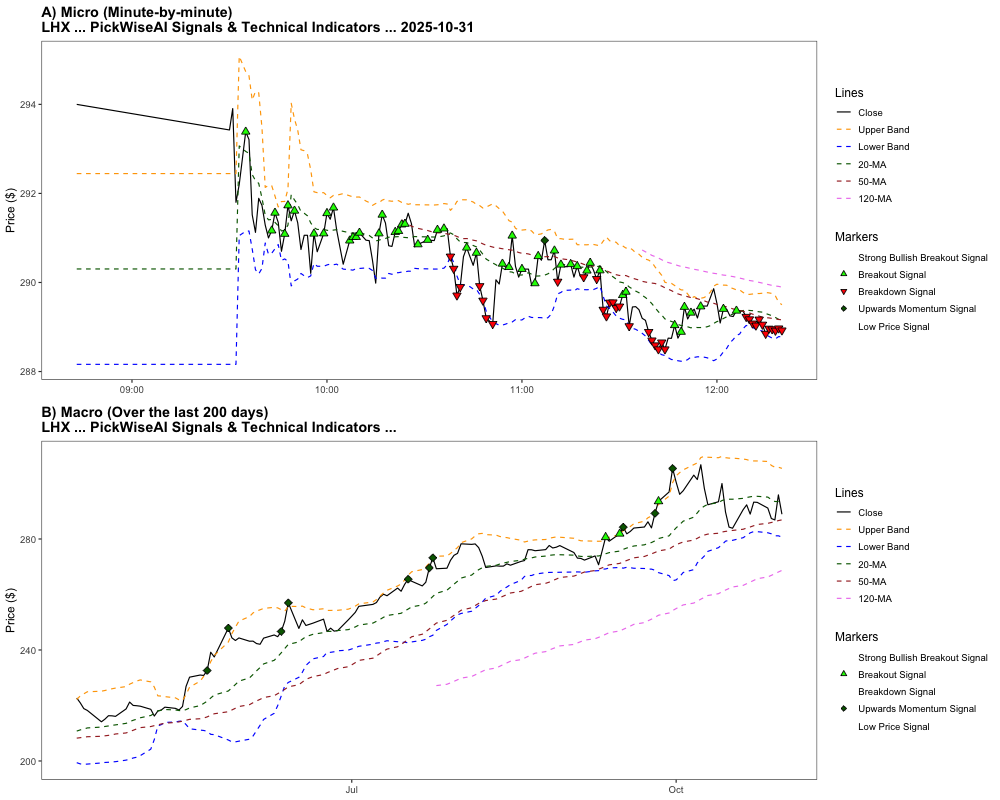 A) Micro (Minute-by-minute)
LHX ... PickWiseAI Signals & Technical Indicators ... 2025-10-31
Price ($)
294
292
290
288
09:00
10:00
11:00
12:00
Lines
Close
Upper Band
Lower Band
20-MA
50-MA
120-MA
Markers
Strong Bullish Breakout Signal
Breakout Signal
Breakdown Signal
Upwards Momentum Signal
Low Price Signal
B) Macro (Over the last 200 days)
LHX ... PickWiseAI Signals & Technical Indicators ...
Price ($)
280
240
200
Jul
Oct
Lines
Close
Upper Band
Lower Band
20-MA
50-MA
120-MA
Markers
Strong Bullish Breakout Signal
Breakout Signal
Breakdown Signal
Upwards Momentum Signal
Low Price Signal